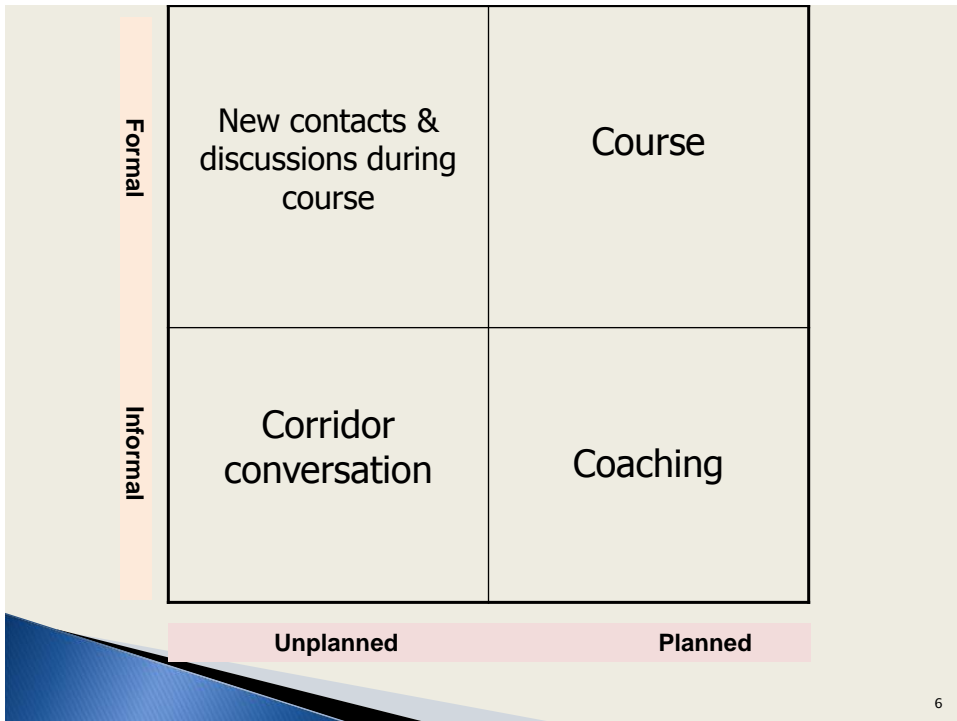 Formal
New contacts &
discussions during
course
Course
Informal
Corridor
conversation
Coaching
Unplanned
Planned
6